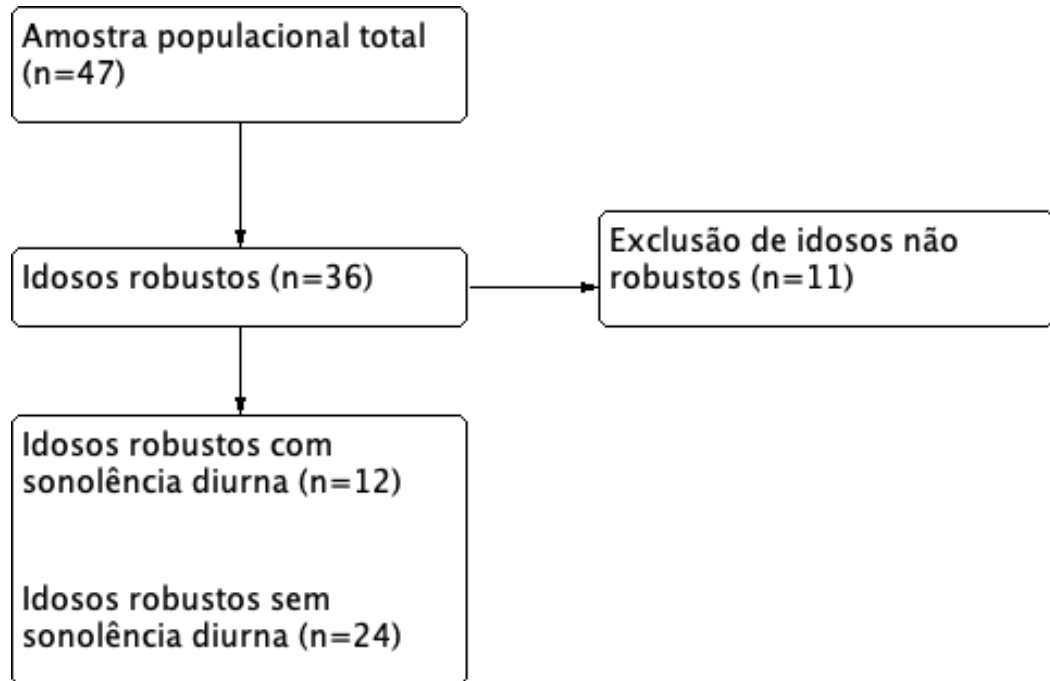 Amostra populacional total
(n=47)
Idosos robustos (n=36)
Exclusão de idosos não
robustos (n=11)
Idosos robustos com
sonolência diurna (n=12)
Idosos robustos sem
sonolência diurna (n=24)